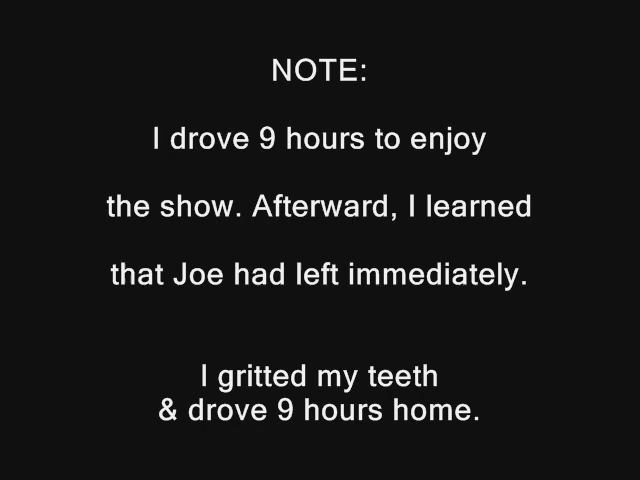 NOTE:
I drove 9 hours to enjoy
the show. Afterward, I learned
that Joe had left immediately.
I gritted my teeth
& drove 9 hours home.